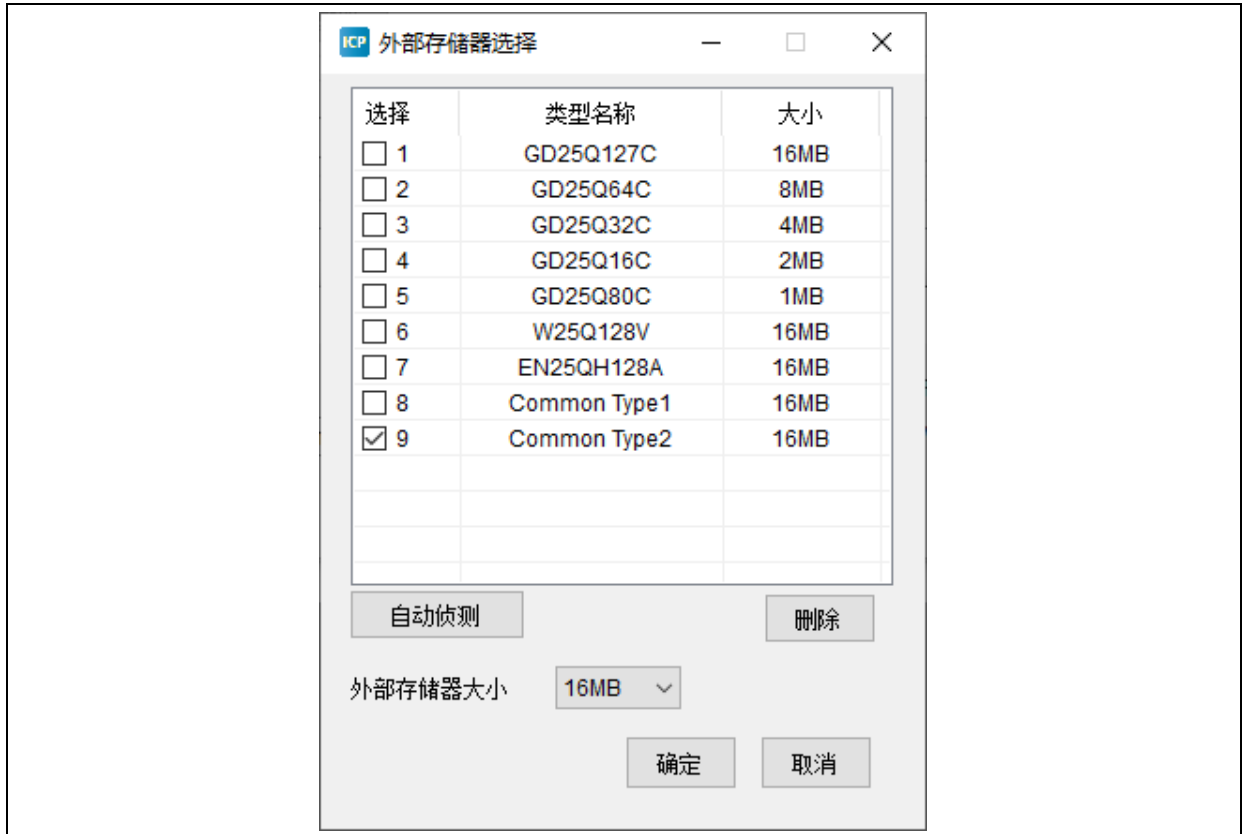 ICP 外部存储器选择
选择 类型名称 大小
1 GD25Q127C 16MB
2 GD25Q64C 8MB
3 GD25Q32C 4MB
4 GD25Q16C 2MB
5 GD25Q80C 1MB
6 W25Q128V 16MB
7 EN25QH128A 16MB
8 Common Type1 16MB
9 Common Type2 16MB
自动侦测 删除
外部存储器大小 16MB
确定 取消